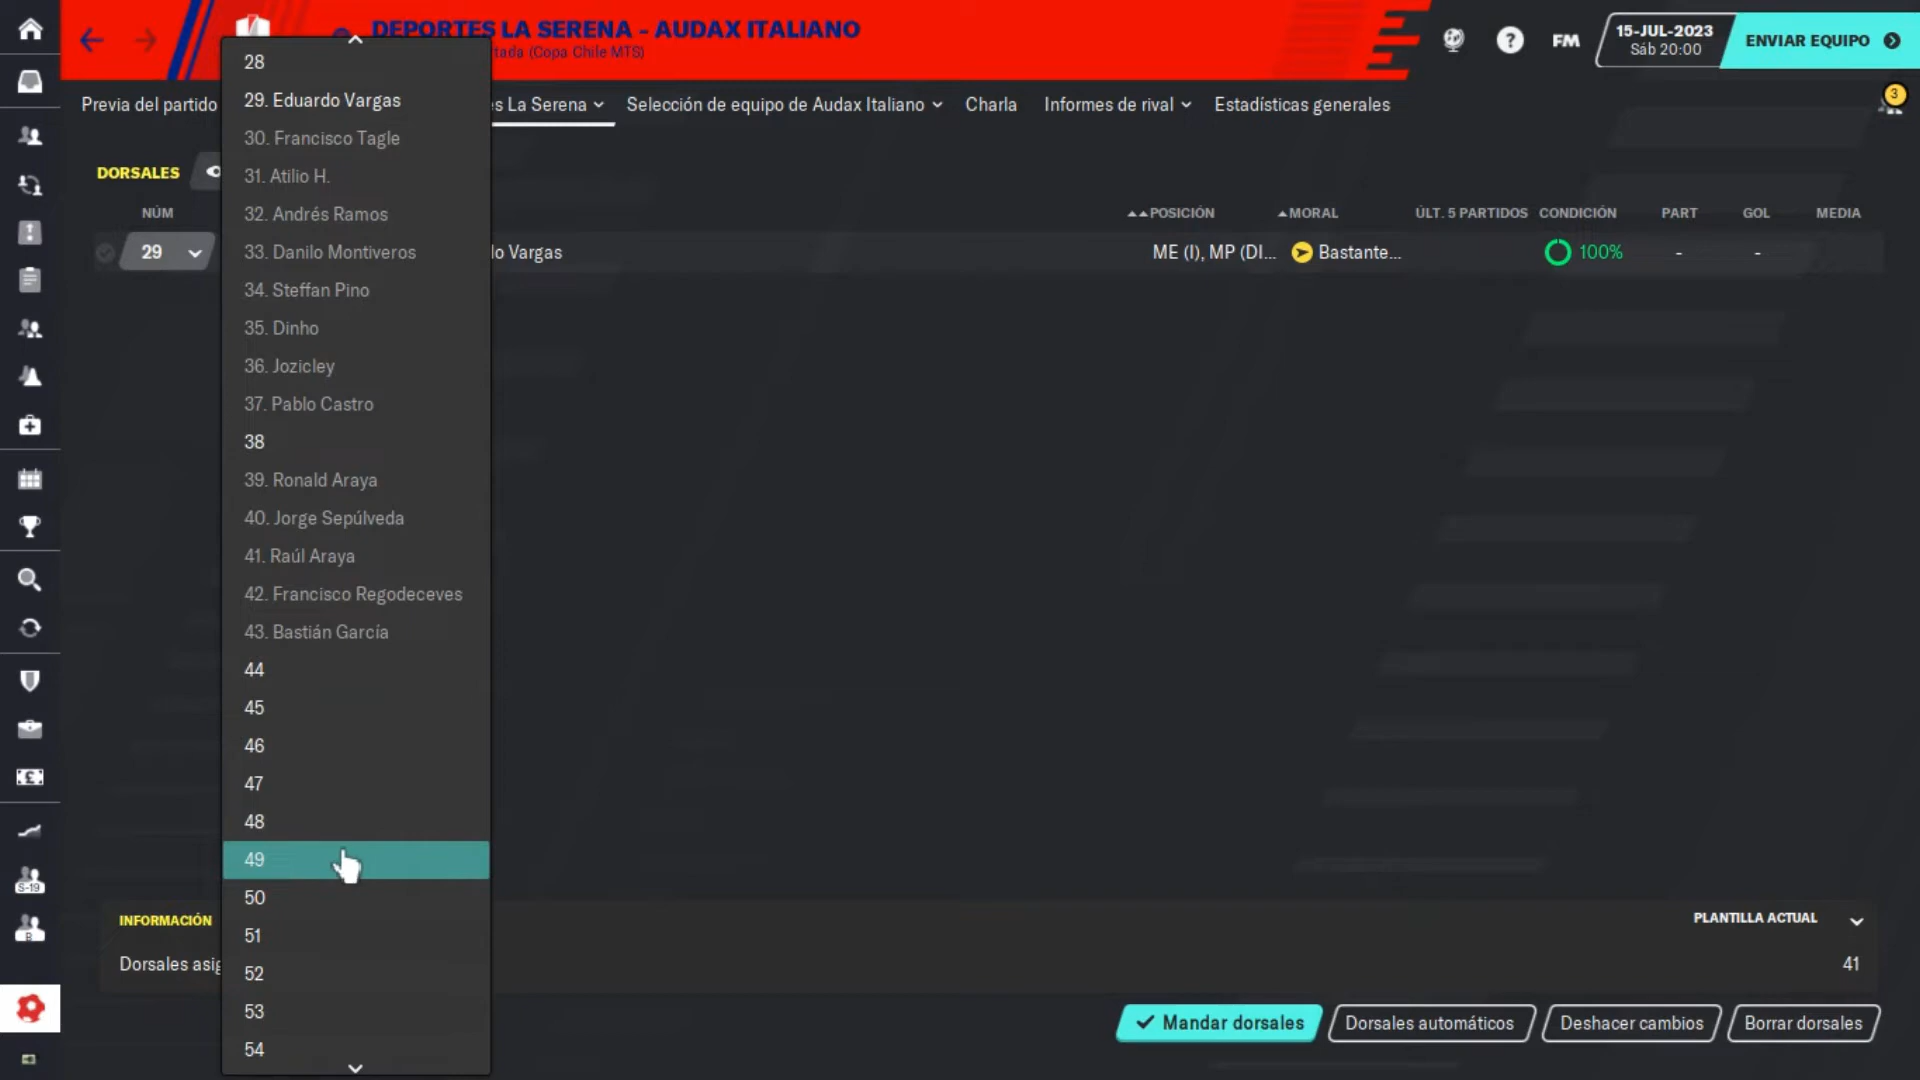 DEPORTES LA SERENA - AUDAX ITALIANO
tada (Copa Chile MTS)
FM
15-JUL-2023
Sáb 20:00
ENVIAR EQUIPO
Previa del partido
es La Serena
Selección de equipo de Audax Italiano
Charla
Informes de rival
Estadísticas generales
3
DORSALES
NÚM
POSICIÓN
MORAL
ÚLT. 5 PARTIDOS
CONDICIÓN
PART
GOL
MEDIA
29
lo Vargas
ME (I), MP (DI...
Bastante...
100%
-
-
28
29. Eduardo Vargas
30. Francisco Tagle
31. Atilio H.
32. Andrés Ramos
33. Danilo Montiveros
34. Steffan Pino
35. Dinho
36. Jozicley
37. Pablo Castro
38
39. Ronald Araya
40. Jorge Sepúlveda
41. Raúl Araya
42. Francisco Regodeceves
43. Bastián García
44
45
46
47
48
49
50
51
52
53
54
S-19
B
INFORMACIÓN
PLANTILLA ACTUAL
Dorsales asig
41
Mandar dorsales
Dorsales automáticos
Deshacer cambios
Borrar dorsales